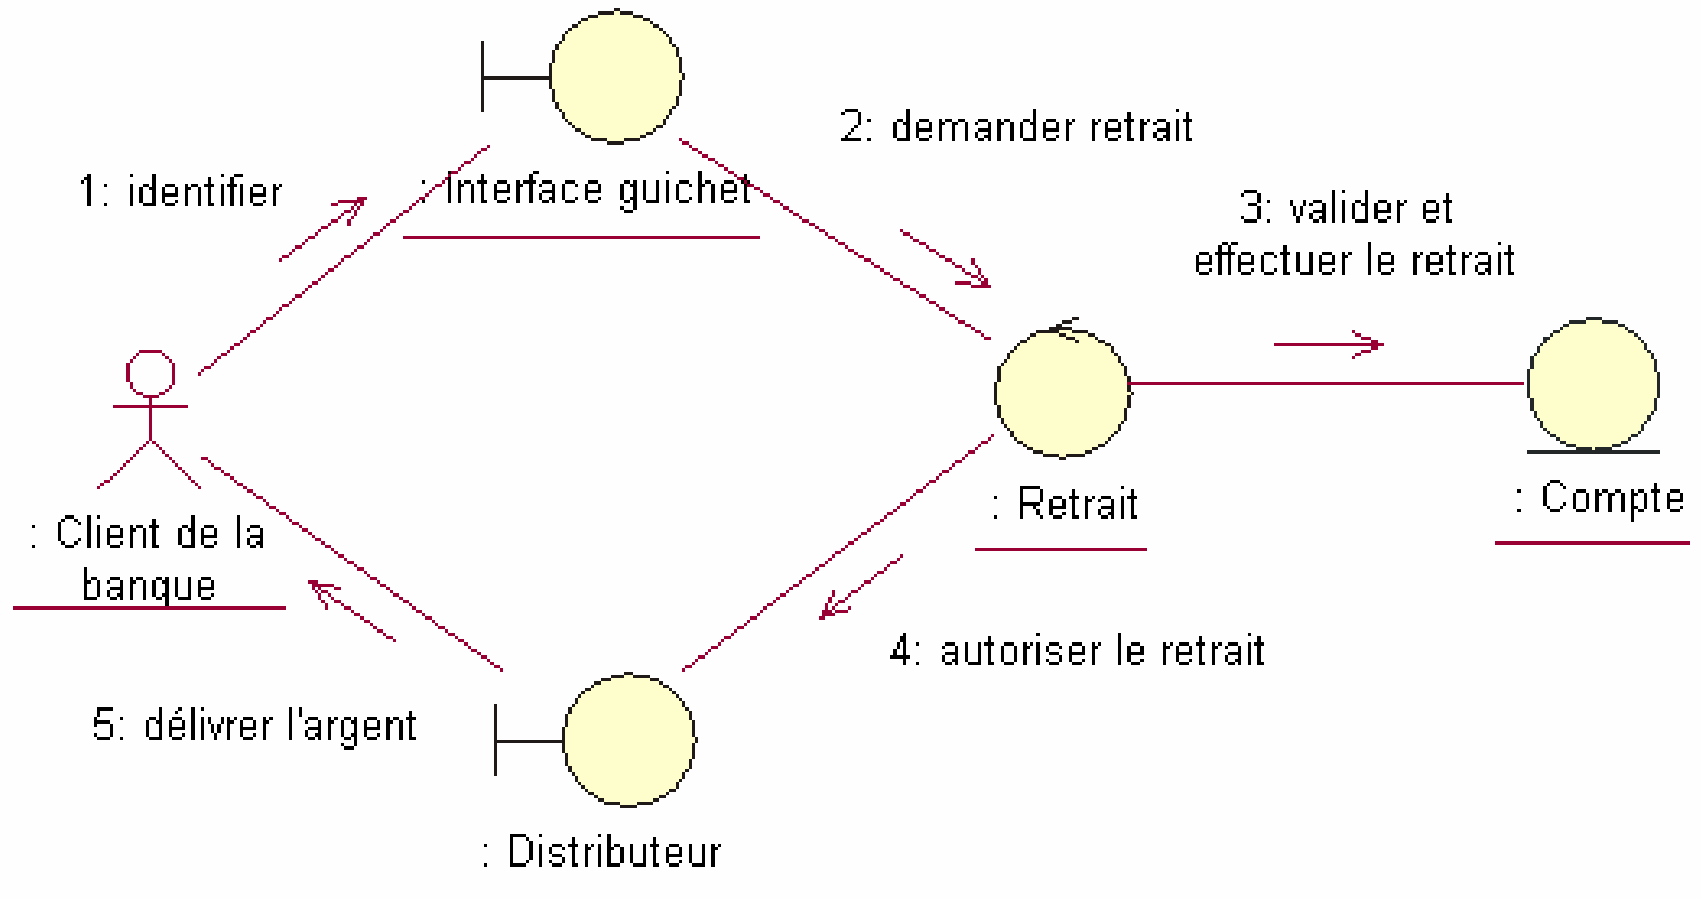 2: demander retrait
1: identifier
: Interface guichet
3: valider et
effectuer le retrait
: Retrait
: Compte
: Client de la
banque
4: autoriser le retrait
5: délivrer l'argent
: Distributeur